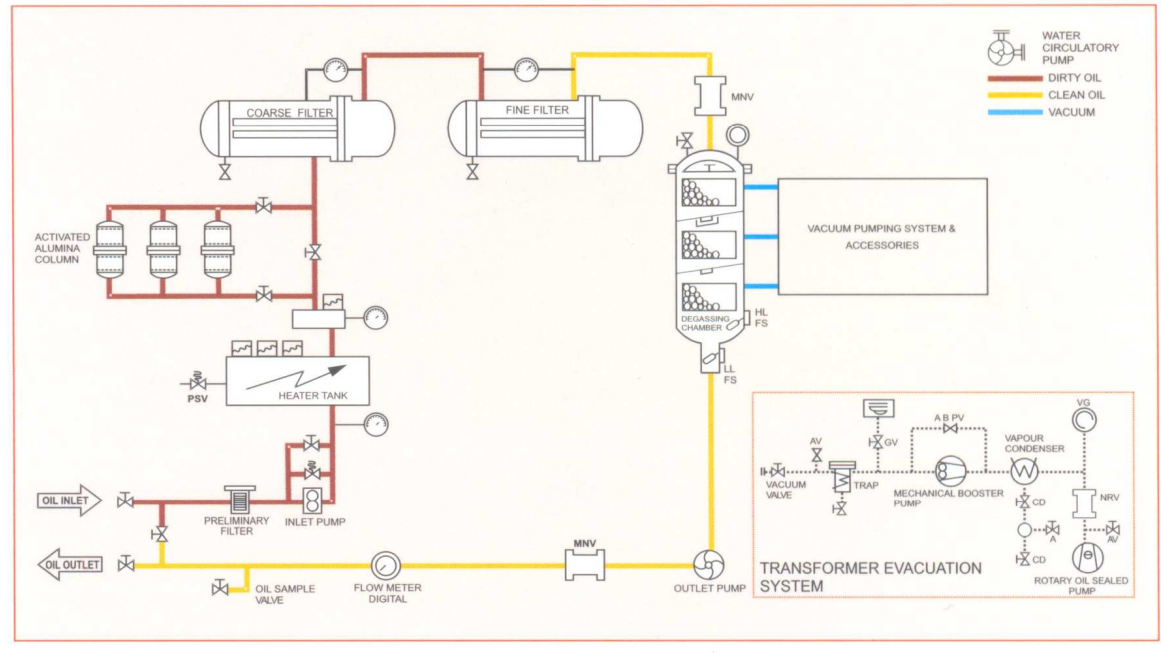 WATER
CIRCULATORY
PUMP
DIRTY OIL
CLEAN OIL
VACUUM
COARSE FILTER
FINE FILTER
MNV
ACTIVATED
ALUMINA
COLUMN
VACUUM PUMPING SYSTEM &
ACCESSORIES
DEGASSING
CHAMBER
HL
FS
LL
FS
PSV
HEATER TANK
OIL INLET
PRELIMINARY
FILTER
INLET PUMP
OIL OUTLET
OIL SAMPLE
VALVE
FLOW METER
DIGITAL
MNV
OUTLET PUMP
VG
A B PV
AV
GV
VAPOUR
CONDENSER
VACUUM
VALVE
TRAP
MECHANICAL BOOSTER
PUMP
CD
NRV
A
AV
CD
TRANSFORMER EVACUATION
SYSTEM
ROTARY OIL SEALED
PUMP